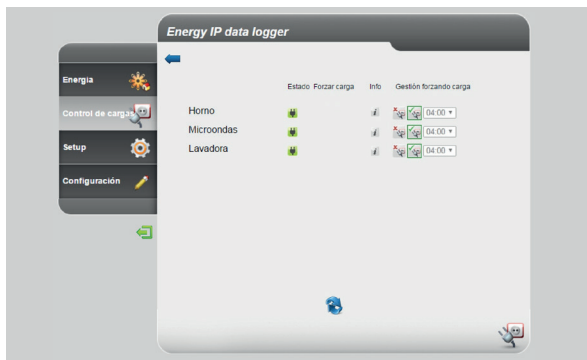 Energy IP data logger
Energia
Control de cargas
Setup
Configuración
Estado Forzar carga Info Gestión forzando carga
Horno 04:00
Microondas 04:00
Lavadora 04:00